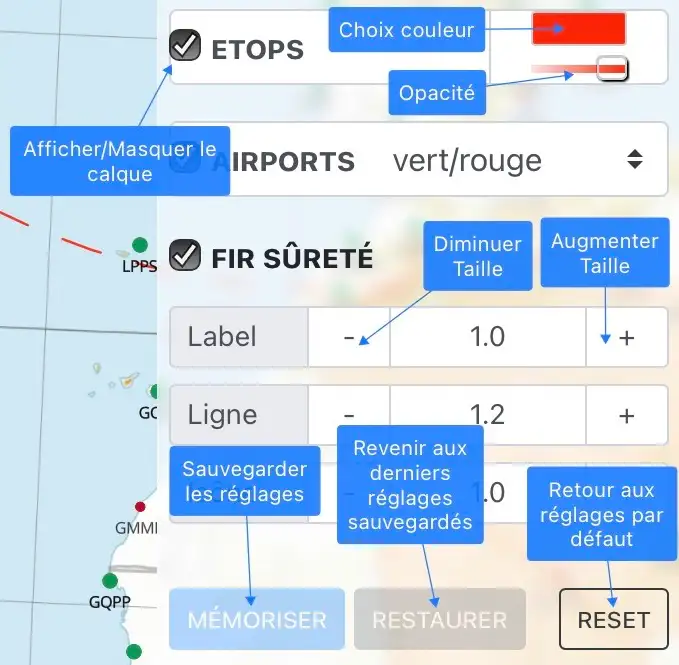 Choix couleur
ETOPS
Opacité
Afficher/Masquer le
calque
AIRPORTS
vert/rouge
LPPS
FIR SÛRETÉ
Diminuer
Taille
Augmenter
Taille
Label
-
1.0
+
GC
Ligne
-
1.2
+
Sauvegarder
les réglages
Revenir aux
derniers
réglages
sauvegardés
-
1.0
Retour aux
réglages par
défaut
GMMI
GQPP
MÉMORISER
RESTAURER
RESET